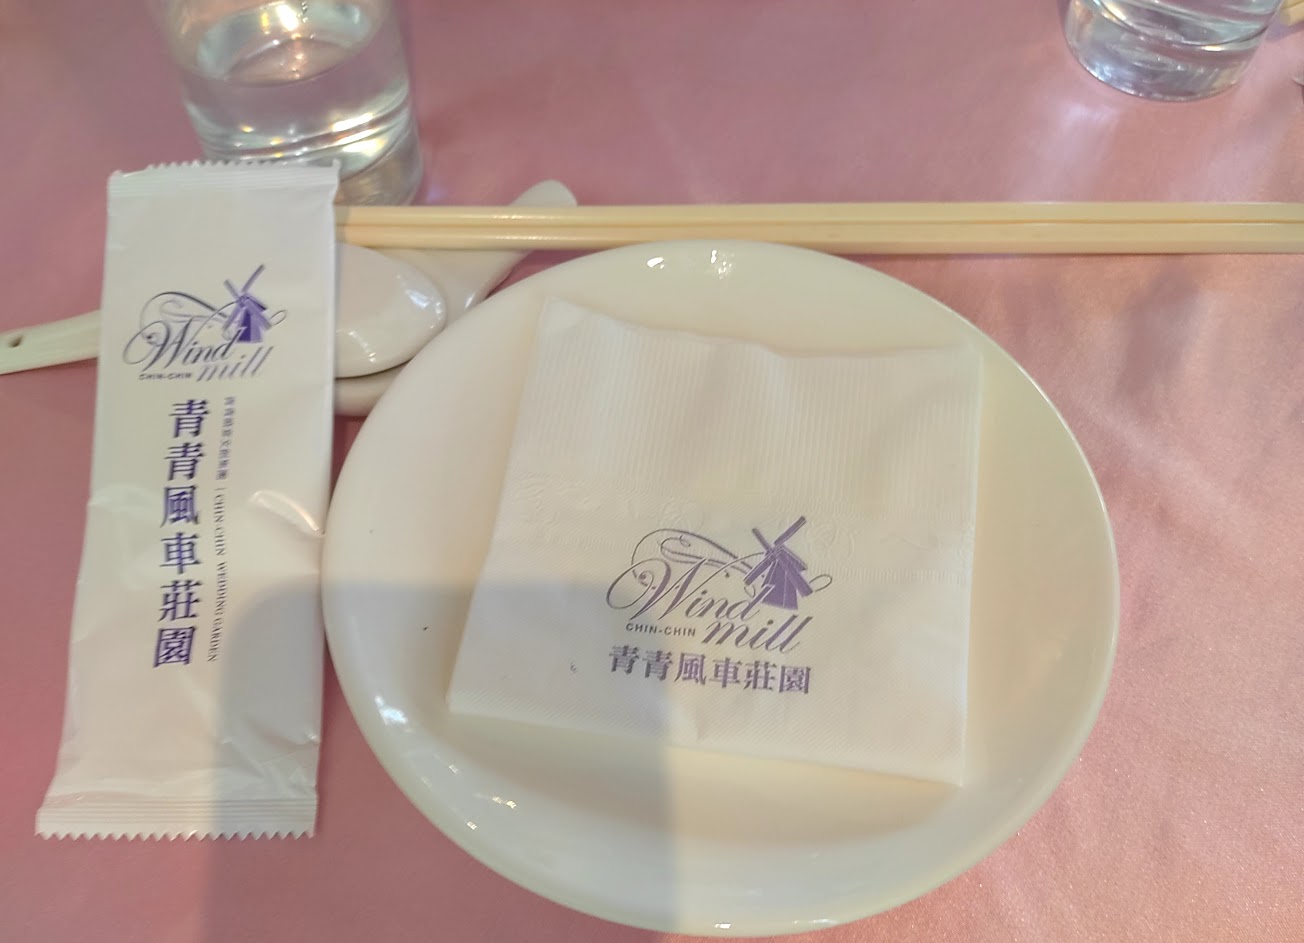 Wind
CHIN-CHIN mill
青青風車莊園
CHIN-CHIN WEDDING GARDEN
Wind
CHIN-CHIN mill
青青風車莊園